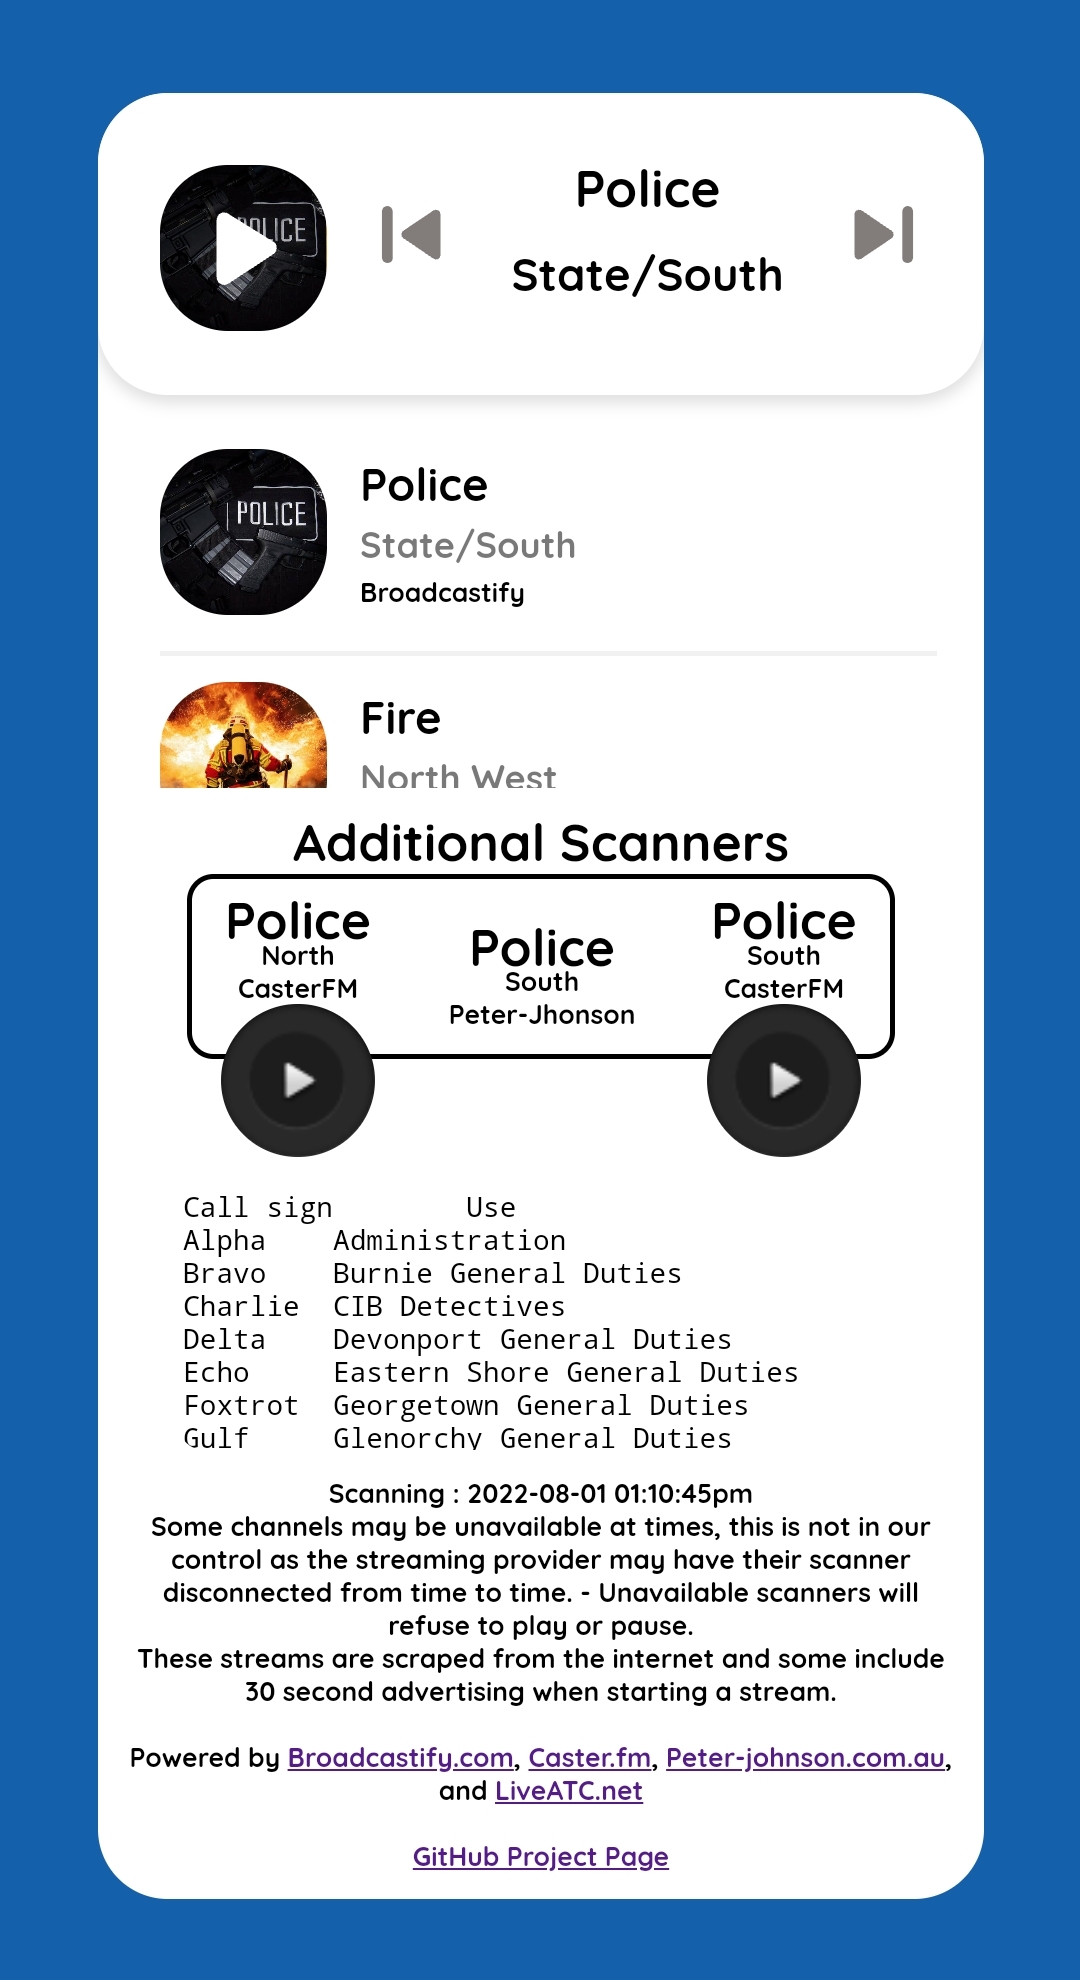 POLICE
Police
State/South
POLICE
Police
State/South
Broadcastify
Fire
North West
Additional Scanners
Police
North
CasterFM
Police
South
Peter-Jhonson
Police
South
CasterFM
Call sign Use
Alpha Administration
Bravo Burnie General Duties
Charlie CIB Detectives
Delta Devonport General Duties
Echo Eastern Shore General Duties
Foxtrot Georgetown General Duties
Gulf Glenorchy General Duties
Scanning : 2022-08-01 01:10:45pm
Some channels may be unavailable at times, this is not in our
control as the streaming provider may have their scanner
disconnected from time to time. - Unavailable scanners will
refuse to play or pause.
These streams are scraped from the internet and some include
30 second advertising when starting a stream.
Powered by Broadcastify.com, Caster.fm, Peter-johnson.com.au,
and LiveATC.net
GitHub Project Page